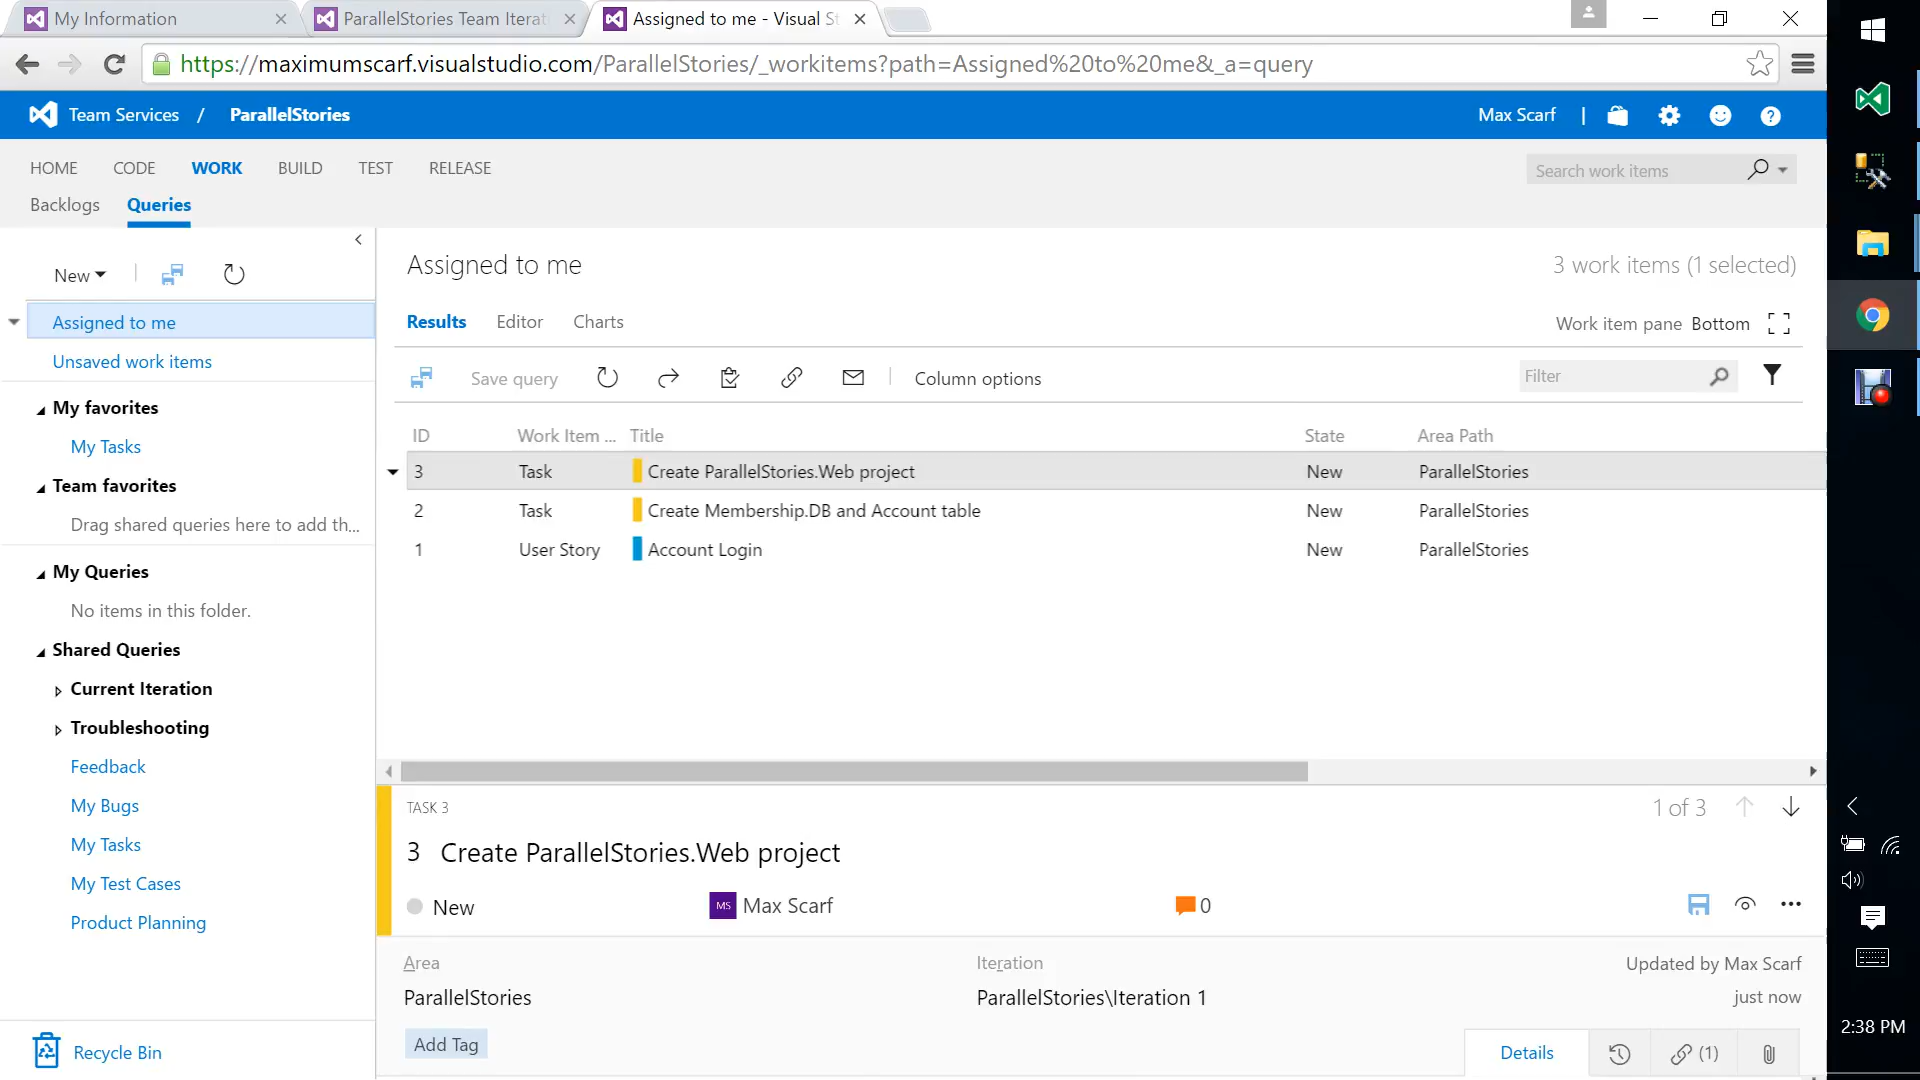 My Information
ParallelStories Team Iterat
Assigned to me - Visual St
https://maximumscarf.visualstudio.com/ParallelStories/_workitems?path=Assigned%20to%20me&_a=query
Team Services / ParallelStories
Max Scarf |
HOME CODE WORK BUILD TEST RELEASE
Search work items
Backlogs Queries
New
Assigned to me
Unsaved work items
My favorites
My Tasks
Team favorites
Drag shared queries here to add th...
My Queries
No items in this folder.
Shared Queries
Current Iteration
Troubleshooting
Feedback
My Bugs
My Tasks
My Test Cases
Product Planning
Recycle Bin
Assigned to me
3 work items (1 selected)
Results Editor Charts
Work item pane Bottom
Save query
Column options
Filter
ID Work Item ... Title State Area Path
3 Task Create ParallelStories.Web project New ParallelStories
2 Task Create Membership.DB and Account table New ParallelStories
1 User Story Account Login New ParallelStories
TASK 3
1 of 3
3 Create ParallelStories.Web project
New
MS Max Scarf
0
Area
ParallelStories
Iteration
ParallelStories\Iteration 1
Updated by Max Scarf
just now
Add Tag
Details
(1)
2:38 PM